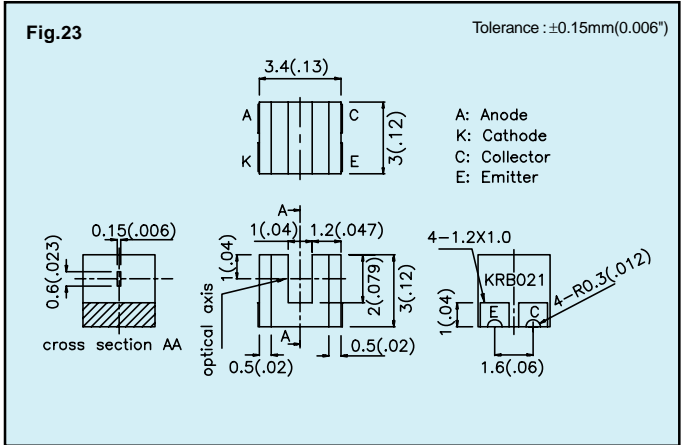 Fig.23
Tolerance : ±0.15mm(0.006")
3.4(.13)
A
C
K
E
3(.12)
A: Anode
K: Cathode
C: Collector
E: Emitter
0.15(.006)
0.6(.023)
cross section AA
A
1(.04)
1.2(0.047)
1(.04)
2(.079)
3(.12)
optical axis
A
0.5(.02)
0.5(.02)
4-1.2X1.0
KRB021
4-R0.3(.012)
E
C
1(.04)
1.6(.06)